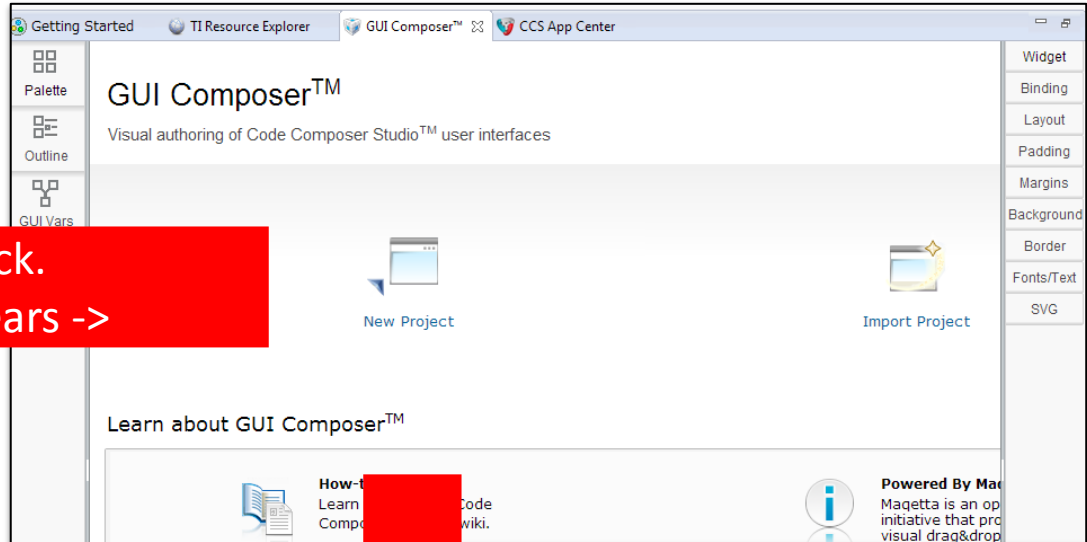 Getting Started
TI Resource Explorer
GUI Composer™
CCS App Center
Palette
Outline
GUI Vars
GUI Composer™
Visual authoring of Code Composer Studio™ user interfaces
ck.
ars ->
New Project
Import Project
Learn about GUI Composer™
How-t
Learn Code
Compo wiki.
Powered By Maq
Maqetta is an op
initiative that pro
visual drag&drop
Widget
Binding
Layout
Padding
Margins
Background
Border
Fonts/Text
SVG